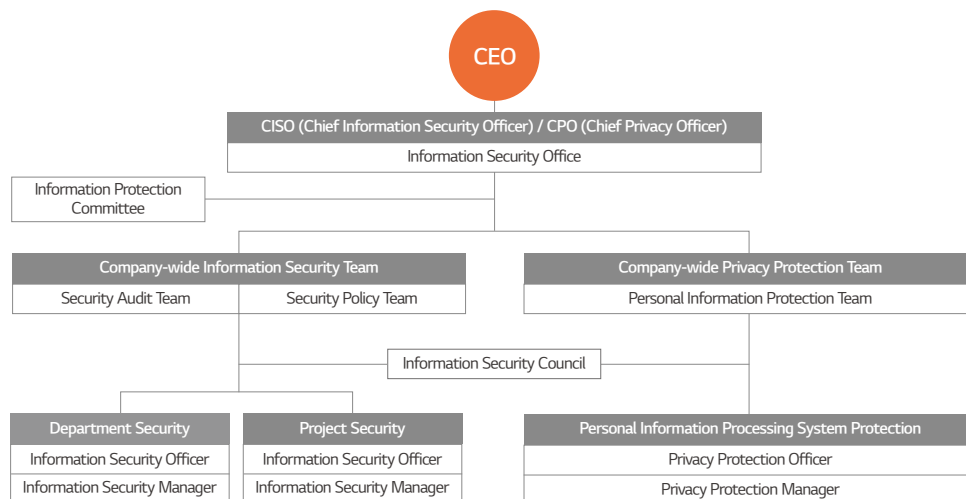 CEO
CISO (Chief Information Security Officer) / CPO (Chief Privacy Officer)
Information Security Office
Information Protection
Committee
Company-wide Information Security Team
Security Audit Team
Security Policy Team
Company-wide Privacy Protection Team
Personal Information Protection Team
Information Security Council
Department Security
Information Security Officer
Information Security Manager
Project Security
Information Security Officer
Information Security Manager
Personal Information Processing System Protection
Privacy Protection Officer
Privacy Protection Manager